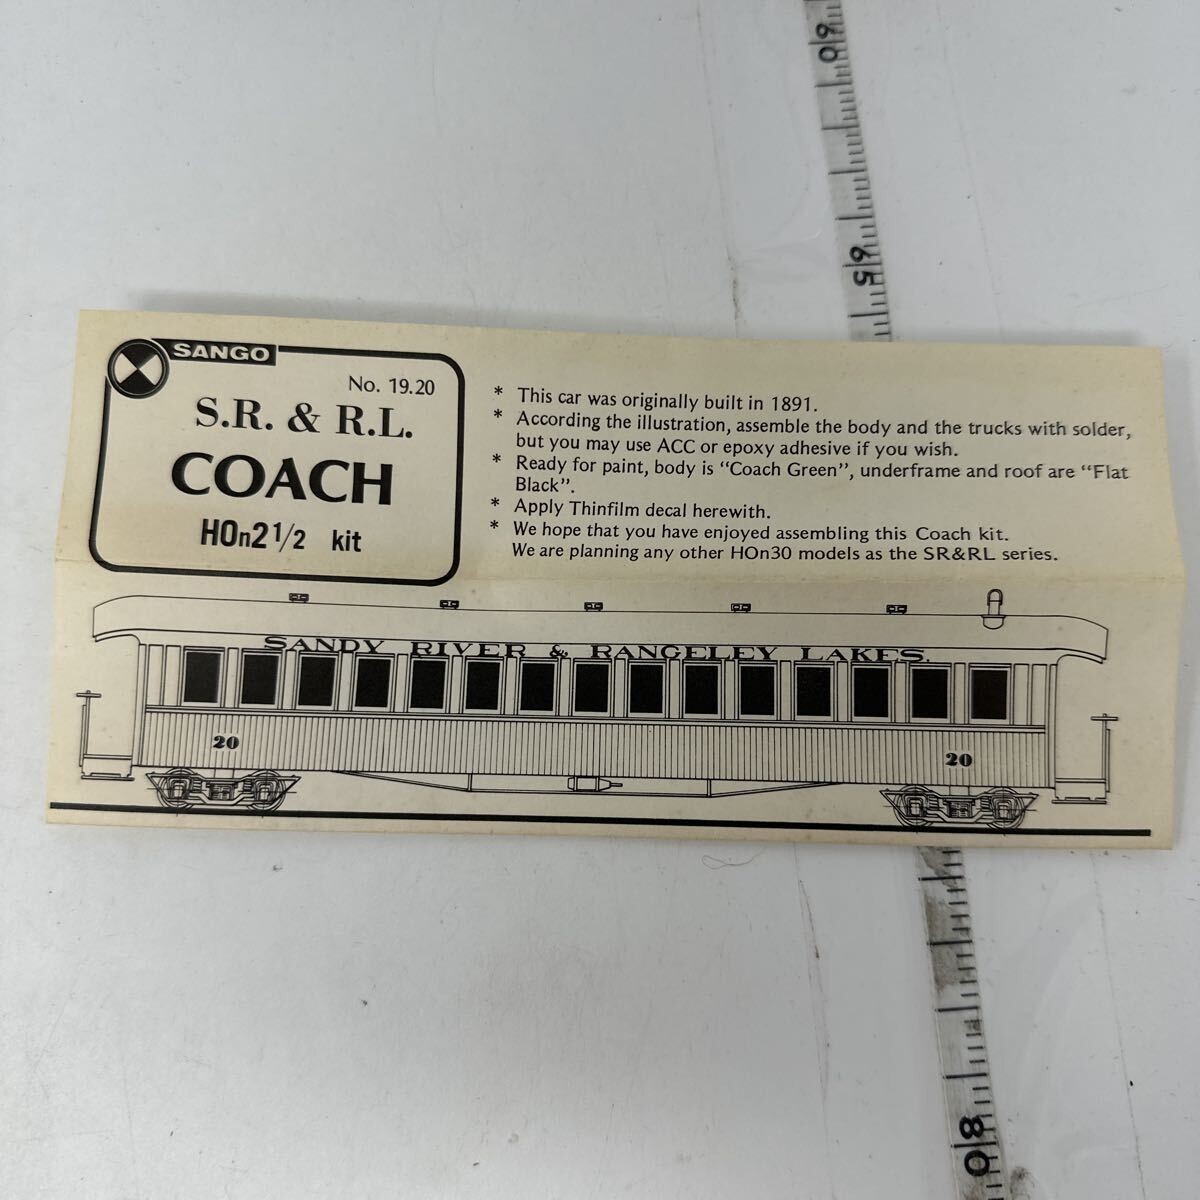 SANGO
No. 19.20
S.R. & R.L.
COACH
HOn2 1/2 kit
* This car was originally built in 1891.
* According the illustration, assemble the body and the trucks with solder,
but you may use ACC or epoxy adhesive if you wish.
* Ready for paint, body is “Coach Green”, underframe and roof are “Flat
Black”.
* Apply Thinfilm decal herewith.
* We hope that you have enjoyed assembling this Coach kit.
We are planning any other HOn30 models as the SR&RL series.
SANDY RIVER & RANGELEY LAKES.
20
20
60
65
80